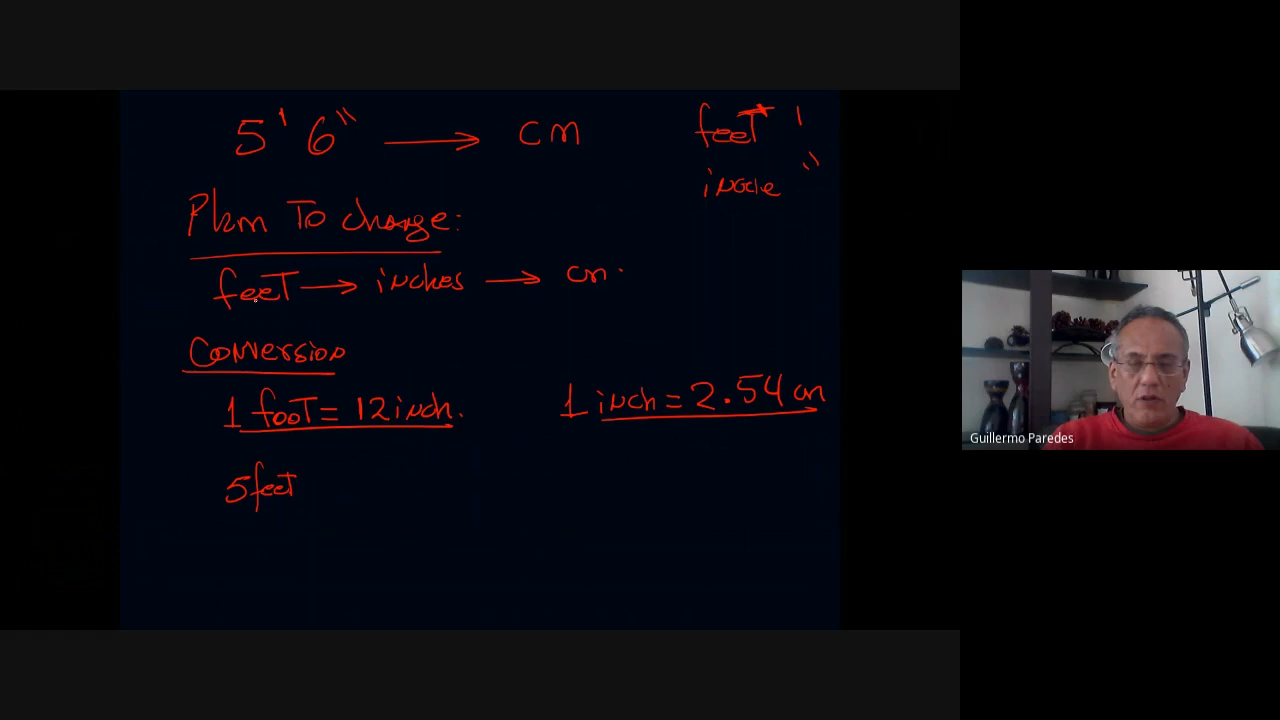 5' 6" → cm
feet '
inche "
Plan To change:
feet → inches → cm.
Conversion
1 foot = 12 inch.
1 inch = 2.54 cm
5 feet
Guillermo Paredes